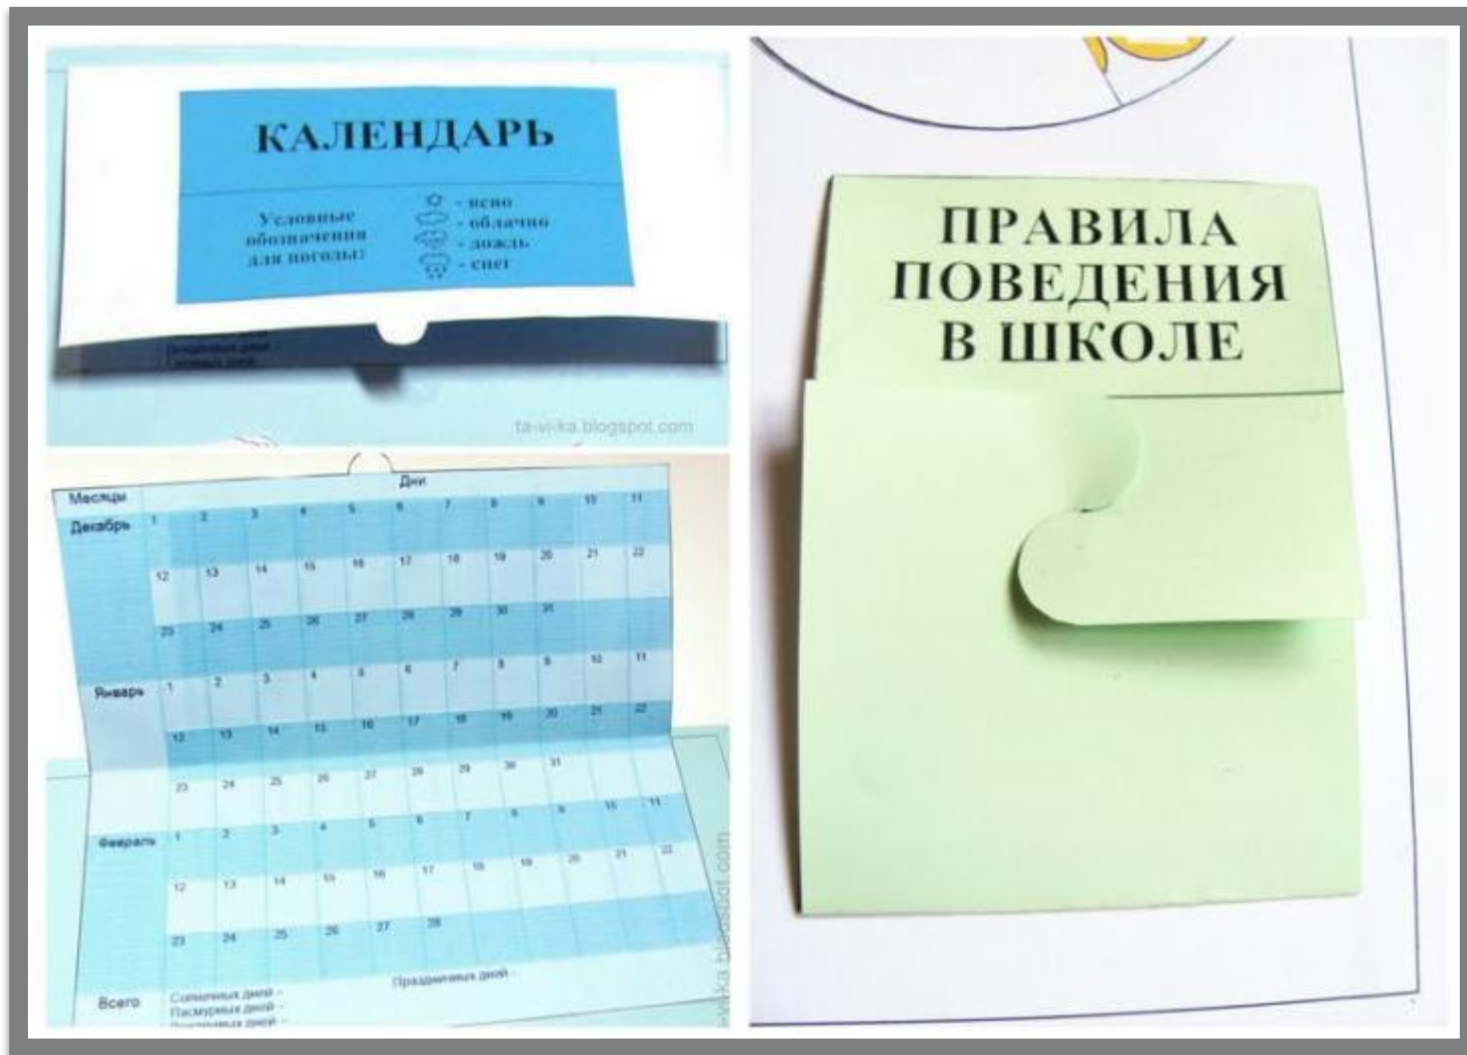 КАЛЕНДАРЬ
Условные
обозначения
для погоды:
- ясно
- облачно
- дождь
- снег
ta-vi-ka.blogspot.com
Месяцы Дни
Декабрь 1 2 3 4 5 6 7 8 9 10 11
12 13 14 15 16 17 18 19 20 21 22
23 24 25 26 27 28 29 30 31
Январь 1 2 3 4 5 6 7 8 9 10 11
12 13 14 15 16 17 18 19 20 21 22
23 24 25 26 27 28 29 30 31
Февраль 1 2 3 4 5 6 7 8 9 10 11
12 13 14 15 16 17 18 19 20 21 22
23 24 25 26 27 28
Праздничных дней -
Всего Солнечных дней -
Пасмурных дней -
дней -
ПРАВИЛА
ПОВЕДЕНИЯ
В ШКОЛЕ